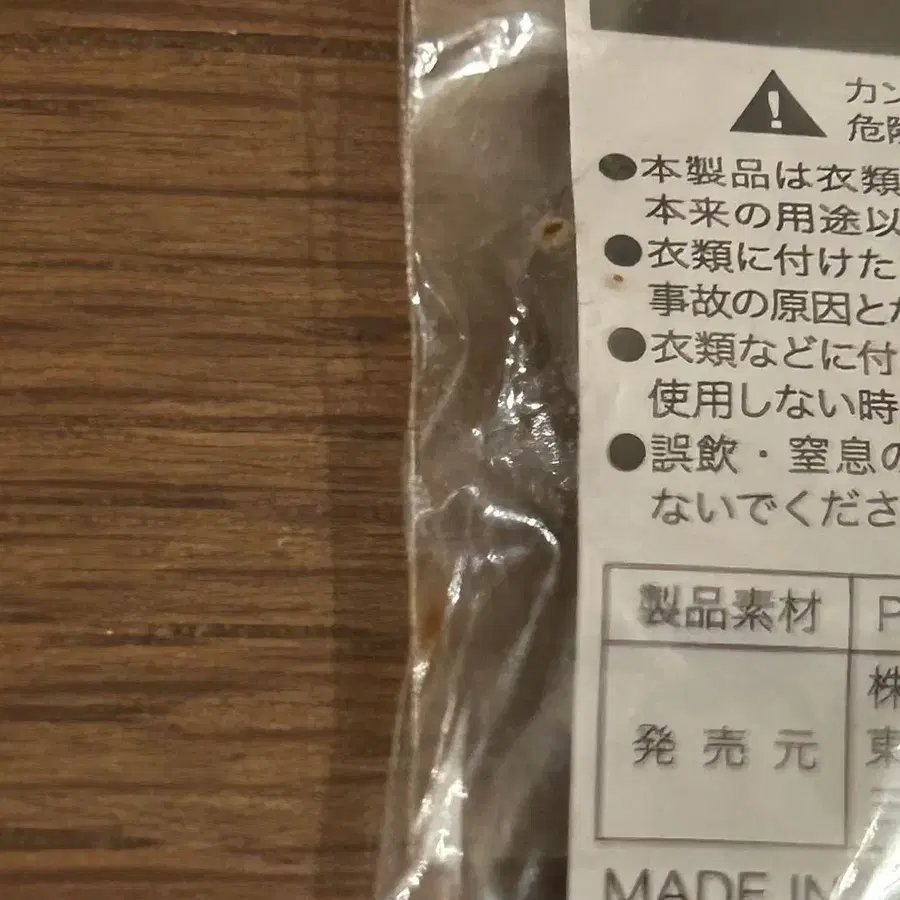 カン
危険
●本製品は衣類
本来の用途以
●衣類に付けた
事故の原因とな
●衣類などに付
使用しない時
●誤飲・窒息の
ないでくださ
製品素材 P
発売元 株
東
MADE IN